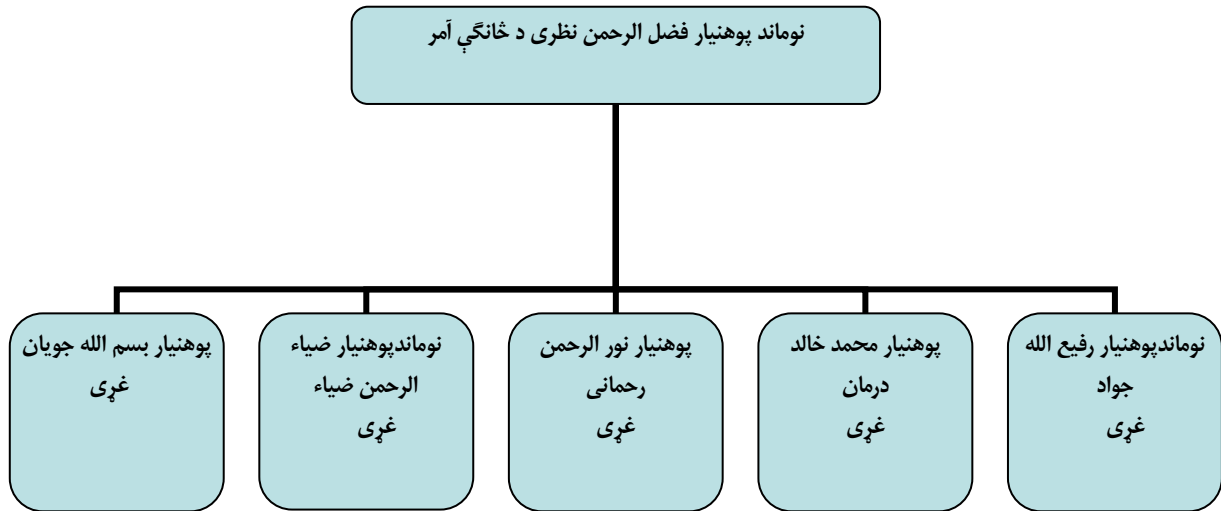 نوماند پوهنیار فضل الرحمن نظری د څانګې آمر
نوماندپوهنیار رفیع الله
جواد
غړی
پوهنیار محمد خالد
درمان
غړی
پوهنیار نور الرحمن
رحمانی
غړی
نوماندپوهنیار ضیاء
الرحمن ضیاء
غړی
پوهنیار بسم الله جویان
غړی